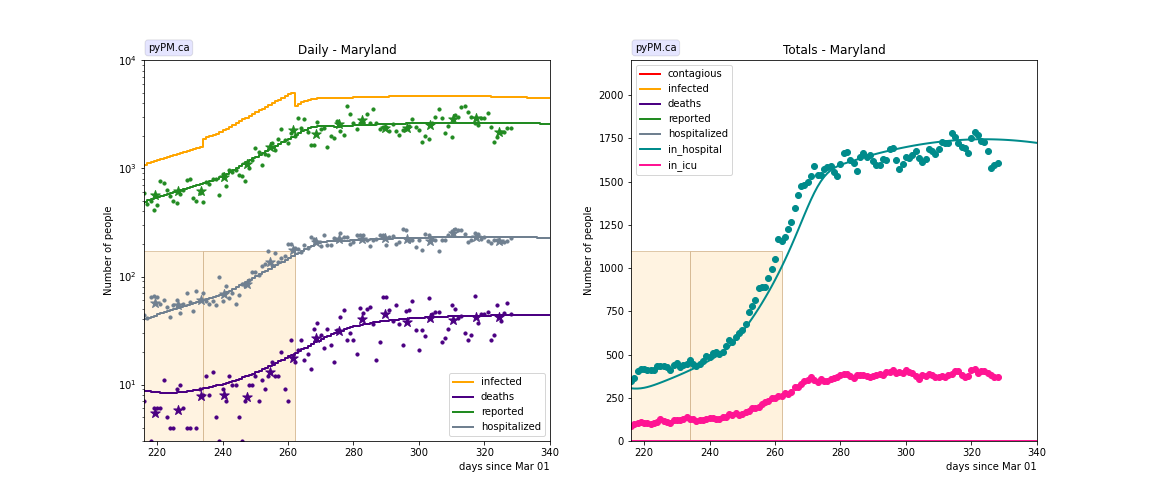 pyPM.ca
Daily - Maryland
10^4
10^3
10^2
10^1
Number of people
220 240 260 280 300 320 340
days since Mar 01
infected
deaths
reported
hospitalized
pyPM.ca
Totals - Maryland
2000
1750
1500
1250
1000
750
500
250
0
Number of people
220 240 260 280 300 320 340
days since Mar 01
contagious
infected
deaths
reported
hospitalized
in_hospital
in_icu